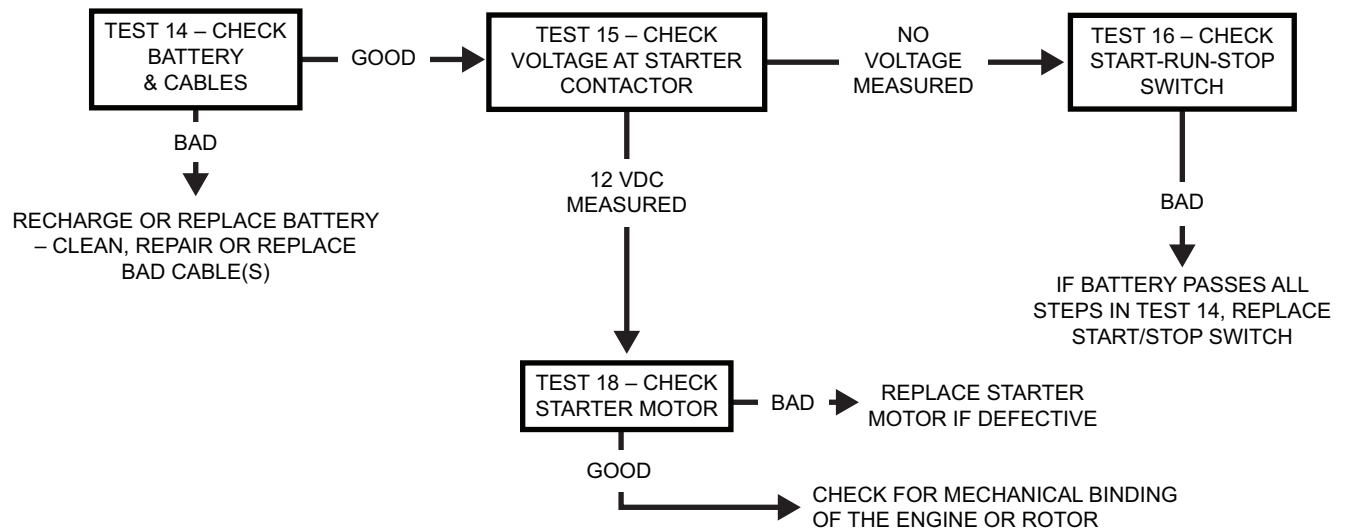 TEST 14 – CHECK
BATTERY
& CABLES
GOOD
TEST 15 – CHECK
VOLTAGE AT STARTER
CONTACTOR
NO
VOLTAGE
MEASURED
TEST 16 – CHECK
START-RUN-STOP
SWITCH
BAD
RECHARGE OR REPLACE BATTERY
– CLEAN, REPAIR OR REPLACE
BAD CABLE(S)
12 VDC
MEASURED
BAD
IF BATTERY PASSES ALL
STEPS IN TEST 14, REPLACE
START/STOP SWITCH
TEST 18 – CHECK
STARTER MOTOR
BAD
REPLACE STARTER
MOTOR IF DEFECTIVE
GOOD
CHECK FOR MECHANICAL BINDING
OF THE ENGINE OR ROTOR